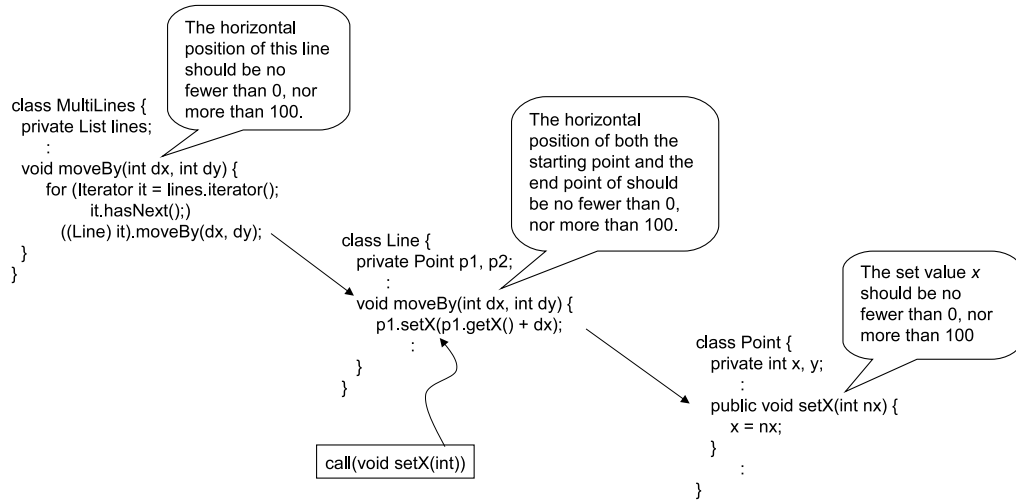 The horizontal
position of this line
should be no
fewer than 0, nor
more than 100.
class MultiLines {
private List lines;
:
void moveBy(int dx, int dy) {
for (Iterator it = lines.iterator();
it.hasNext();)
((Line) it).moveBy(dx, dy);
}
}
The horizontal
position of both the
starting point and the
end point of should
be no fewer than 0,
nor more than 100.
class Line {
private Point p1, p2;
:
void moveBy(int dx, int dy) {
p1.setX(p1.getX() + dx);
:
}
}
call(void setX(int))
The set value x
should be no
fewer than 0, nor
more than 100
class Point {
private int x, y;
:
public void setX(int nx) {
x = nx;
}
:
}